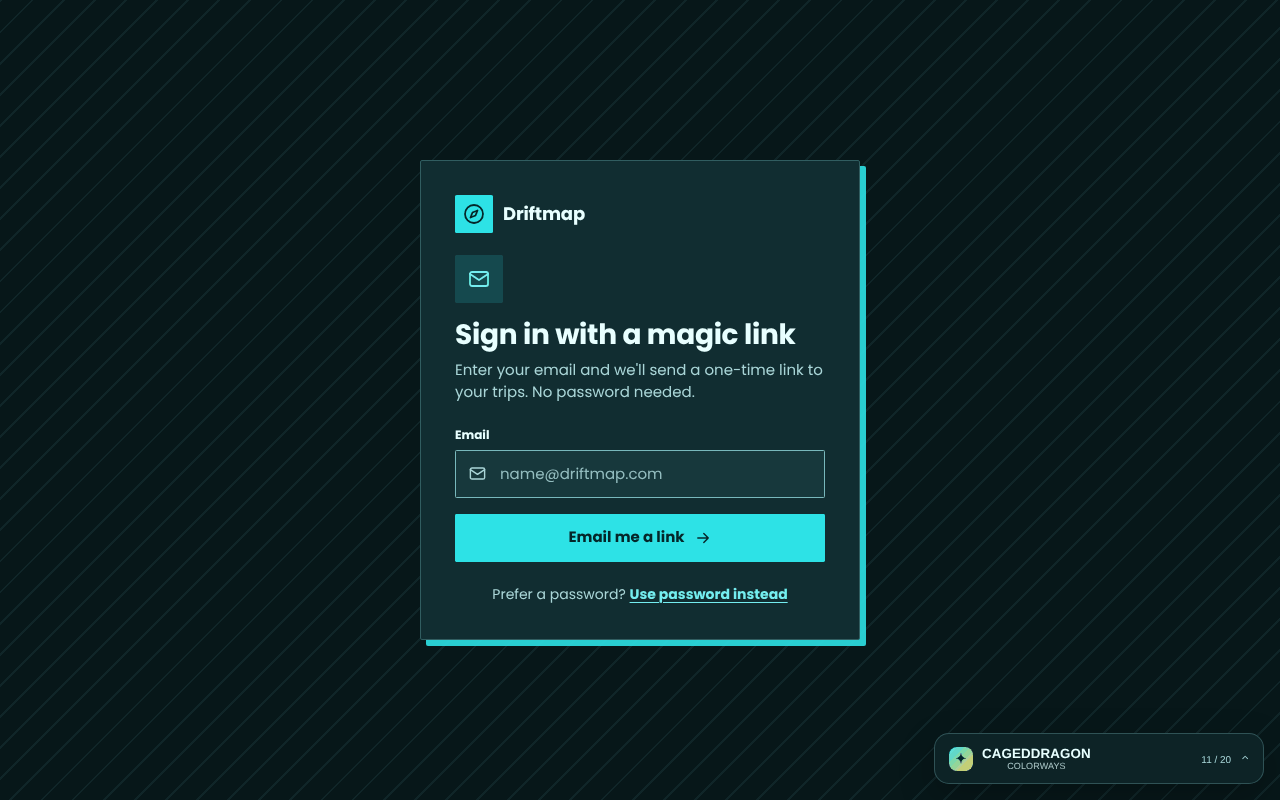 Driftmap
Sign in with a magic link
Enter your email and we'll send a one-time link to
your trips. No password needed.
Email
name@driftmap.com
Email me a link
Prefer a password? Use password instead
CAGEDDRAGON
COLORWAYS
11 / 20